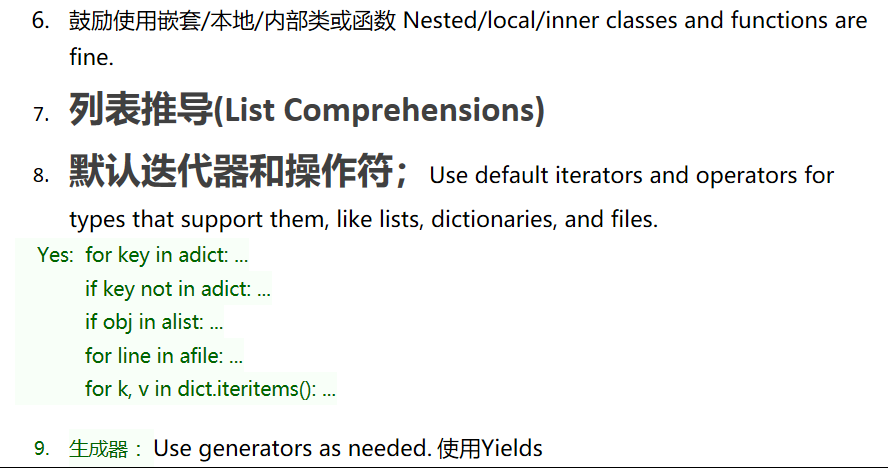 6. 鼓励使用嵌套/本地/内部类或函数 Nested/local/inner classes and functions are
fine.
7. 列表推导(List Comprehensions)
8. 默认迭代器和操作符； Use default iterators and operators for
types that support them, like lists, dictionaries, and files.
Yes: for key in adict: ...
if key not in adict: ...
if obj in alist: ...
for line in afile: ...
for k, v in dict.iteritems(): ...
9. 生成器： Use generators as needed. 使用Yields